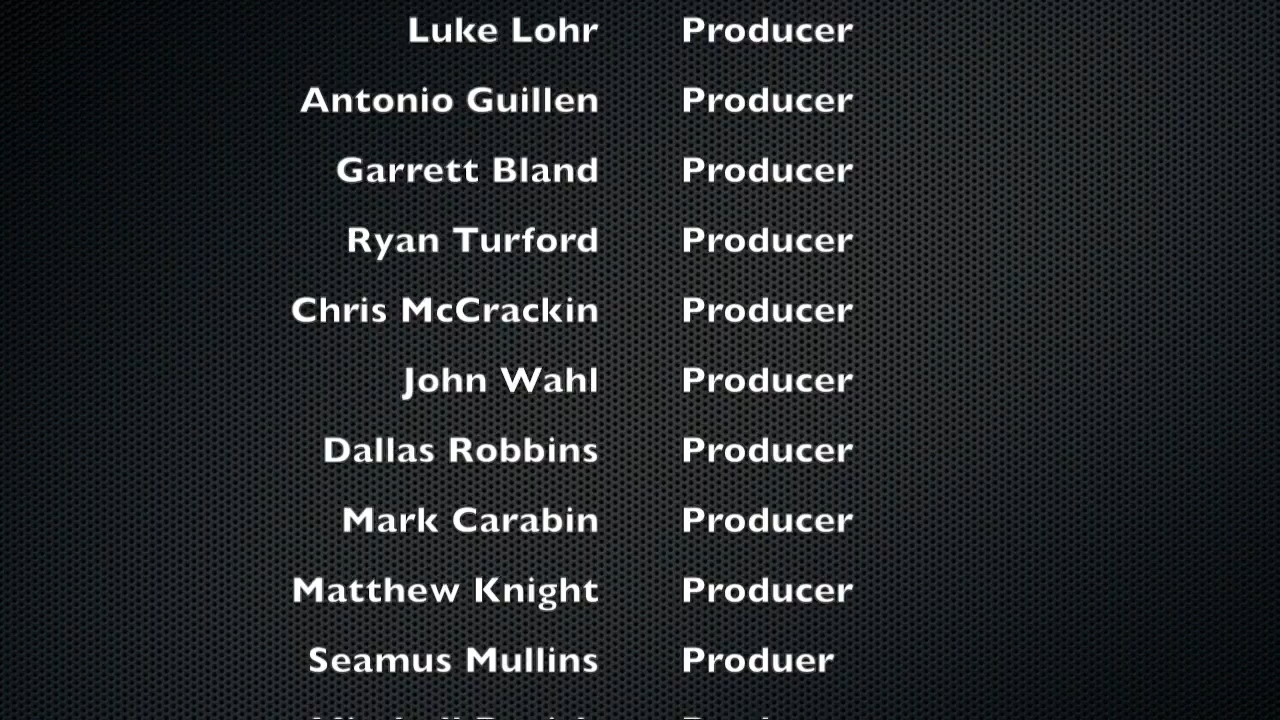 Luke Lohr Producer
Antonio Guillen Producer
Garrett Bland Producer
Ryan Turford Producer
Chris McCrackin Producer
John Wahl Producer
Dallas Robbins Producer
Mark Carabin Producer
Matthew Knight Producer
Seamus Mullins Produer